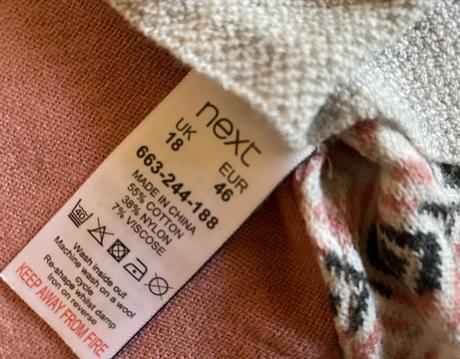 next
UK EUR
18 46
663-244-188
MADE IN CHINA
55% COTTON
38% NYLON
7% VISCOSE
40
Wash inside out
Machine wash on a wool
cycle
Re-shape whilst damp
Iron on reverse
KEEP AWAY FROM FIRE